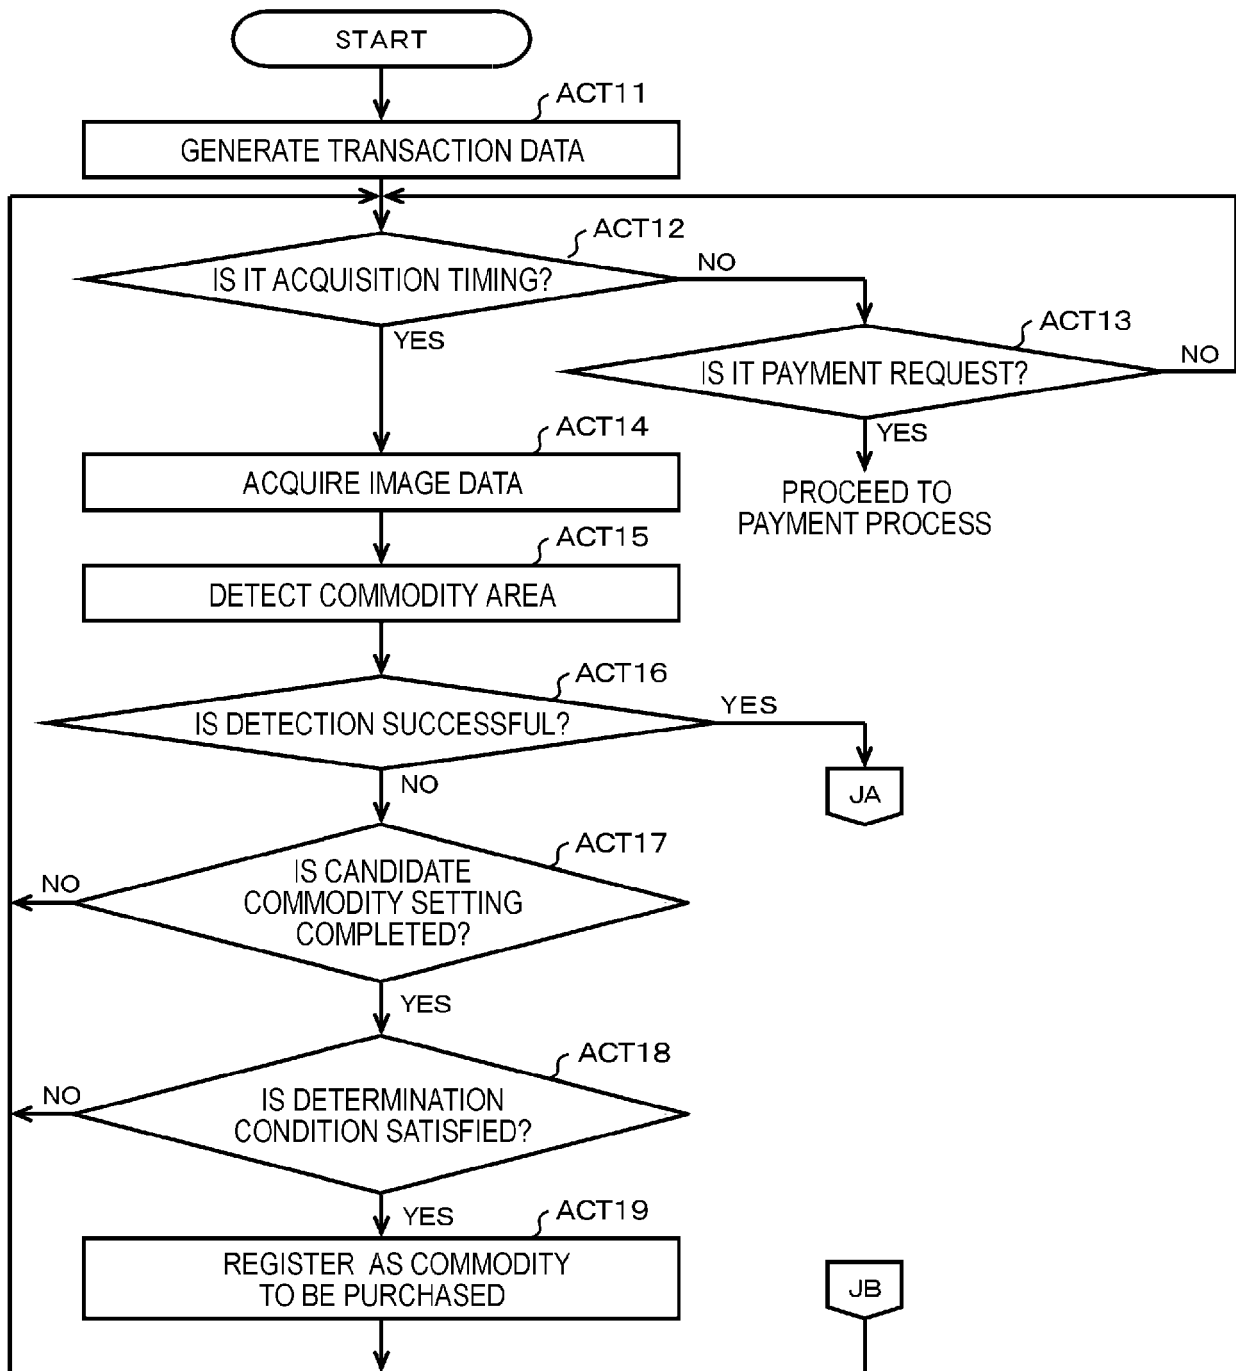 START
ACT11
GENERATE TRANSACTION DATA
ACT12
IS IT ACQUISITION TIMING?
NO
YES
ACT13
IS IT PAYMENT REQUEST?
NO
YES
PROCEED TO
PAYMENT PROCESS
ACT14
ACQUIRE IMAGE DATA
ACT15
DETECT COMMODITY AREA
ACT16
IS DETECTION SUCCESSFUL?
YES
NO
JA
ACT17
IS CANDIDATE
COMMODITY SETTING
COMPLETED?
NO
YES
ACT18
IS DETERMINATION
CONDITION SATISFIED?
NO
YES
ACT19
REGISTER AS COMMODITY
TO BE PURCHASED
JB